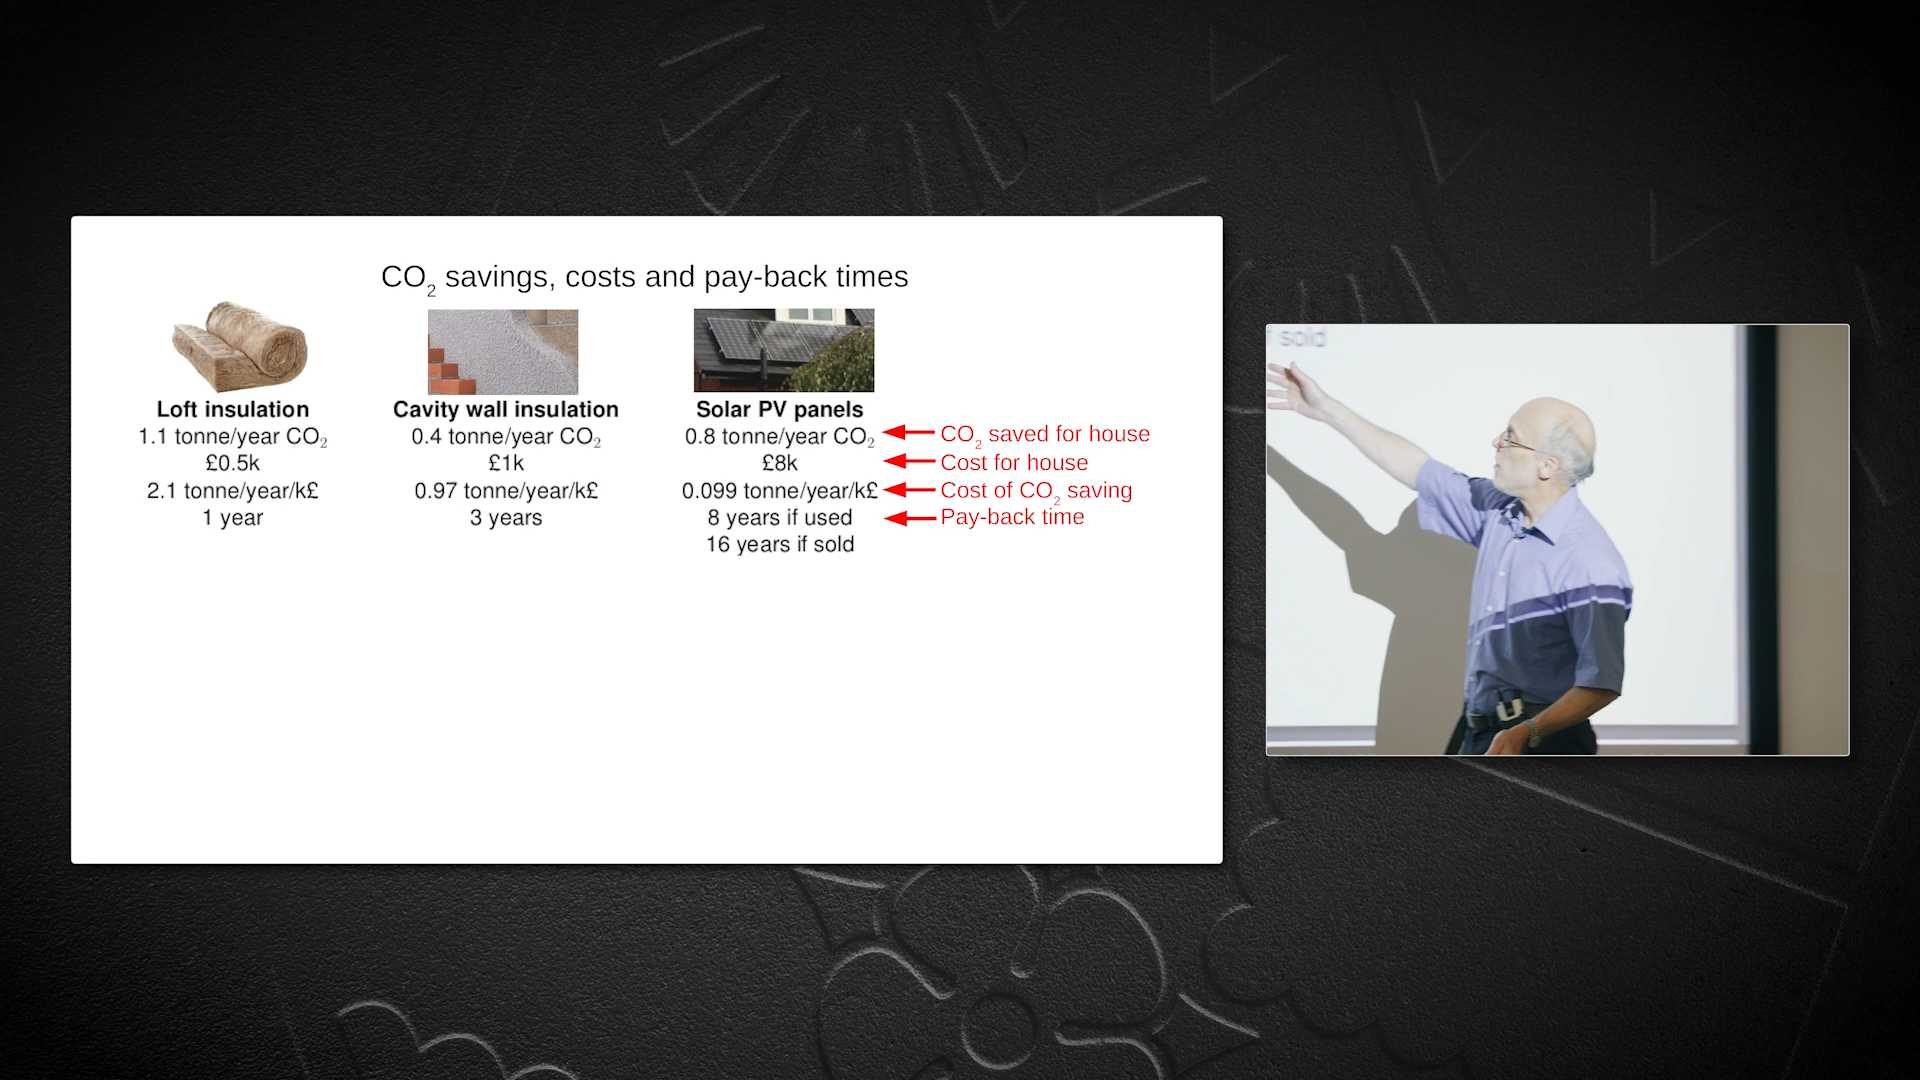 CO₂ savings, costs and pay-back times
Loft insulation
1.1 tonne/year CO₂
£0.5k
2.1 tonne/year/k£
1 year
Cavity wall insulation
0.4 tonne/year CO₂
£1k
0.97 tonne/year/k£
3 years
Solar PV panels
0.8 tonne/year CO₂
£8k
0.099 tonne/year/k£
8 years if used
16 years if sold
CO₂ saved for house
Cost for house
Cost of CO₂ saving
Pay-back time
sold